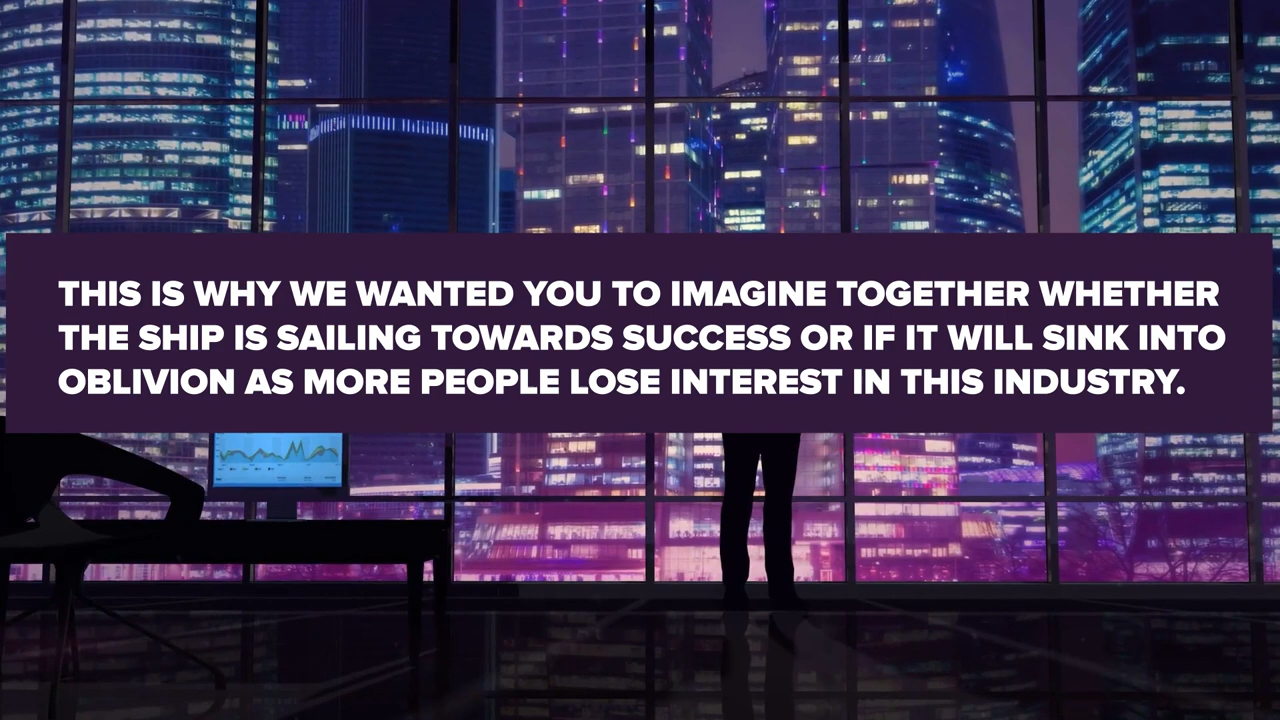 THIS IS WHY WE WANTED YOU TO IMAGINE TOGETHER WHETHER
THE SHIP IS SAILING TOWARDS SUCCESS OR IF IT WILL SINK INTO
OBLIVION AS MORE PEOPLE LOSE INTEREST IN THIS INDUSTRY.